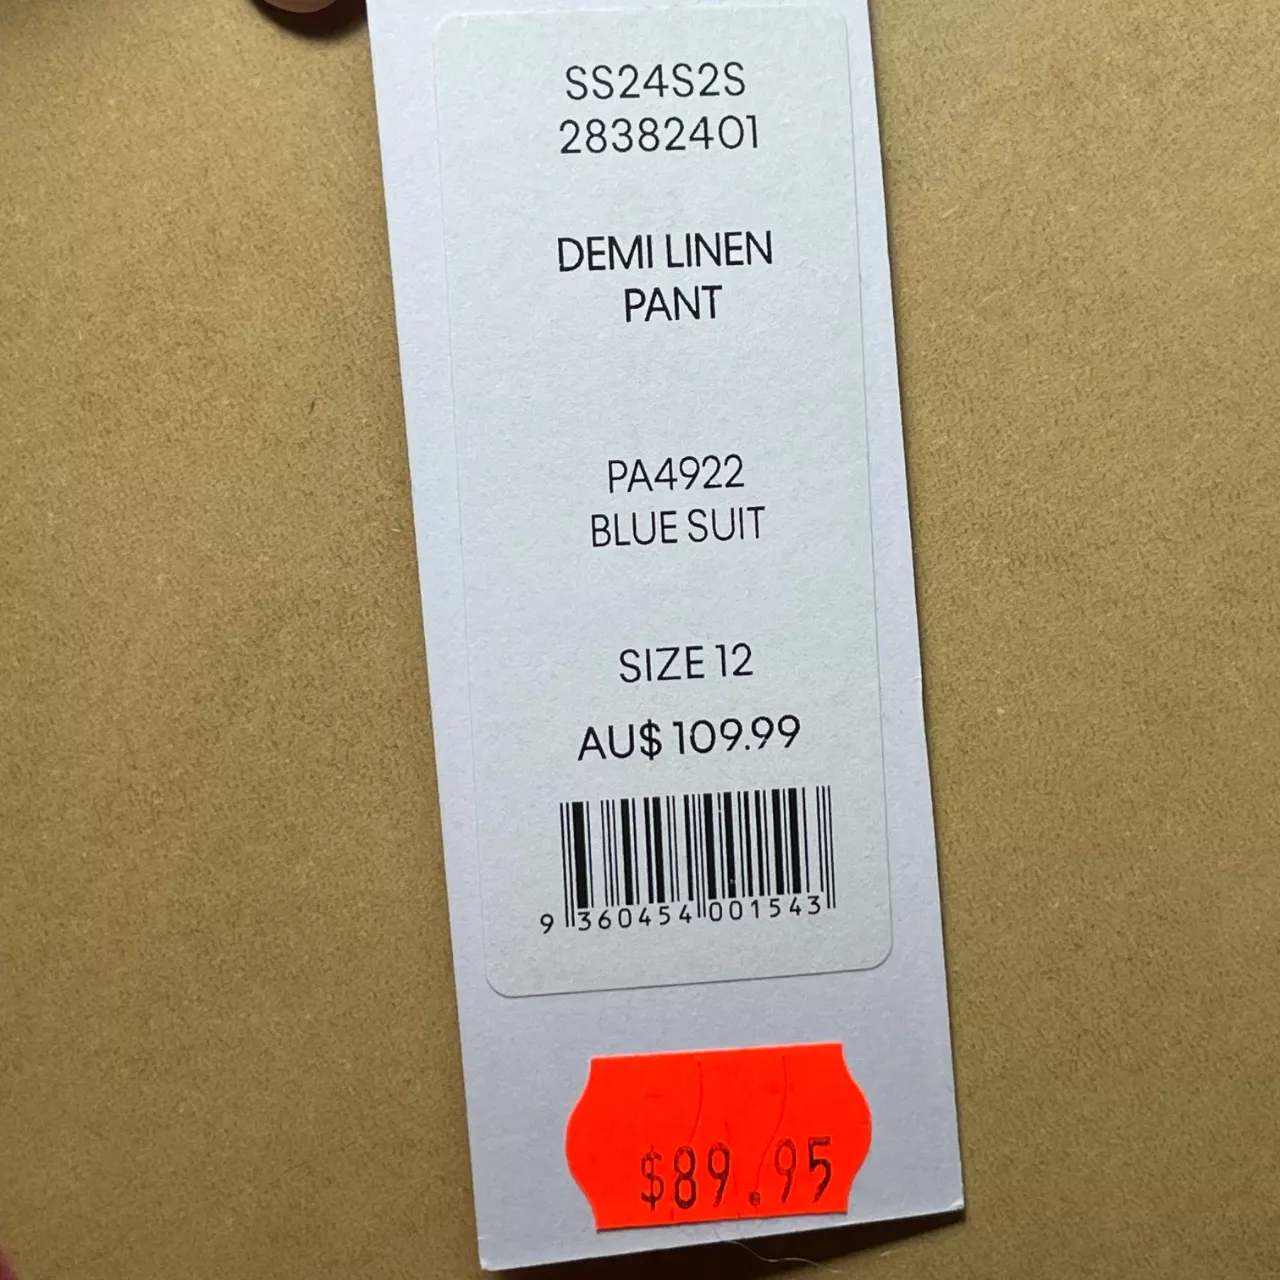 SS24S2S
28382401
DEMI LINEN
PANT
PA4922
BLUE SUIT
SIZE 12
AU$ 109.99
9 360454 001543
$89.95